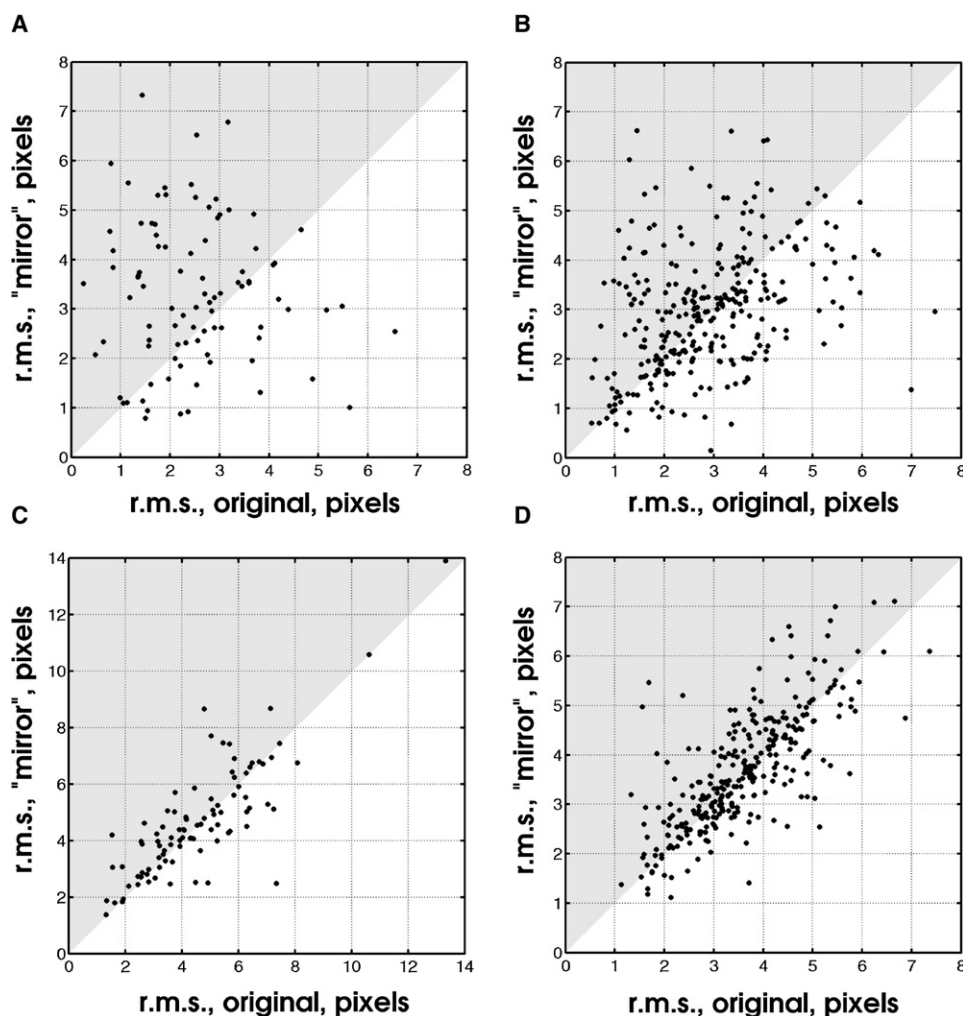 A
8
7
6
5
4
3
2
1
0
0 1 2 3 4 5 6 7 8
r.m.s., "mirror", pixels
r.m.s., original, pixels
B
8
7
6
5
4
3
2
1
0
0 1 2 3 4 5 6 7 8
r.m.s., "mirror", pixels
r.m.s., original, pixels
C
14
12
10
8
6
4
2
0
0 2 4 6 8 10 12 14
r.m.s., "mirror", pixels
r.m.s., original, pixels
D
8
7
6
5
4
3
2
1
0
0 1 2 3 4 5 6 7 8
r.m.s., "mirror", pixels
r.m.s., original, pixels